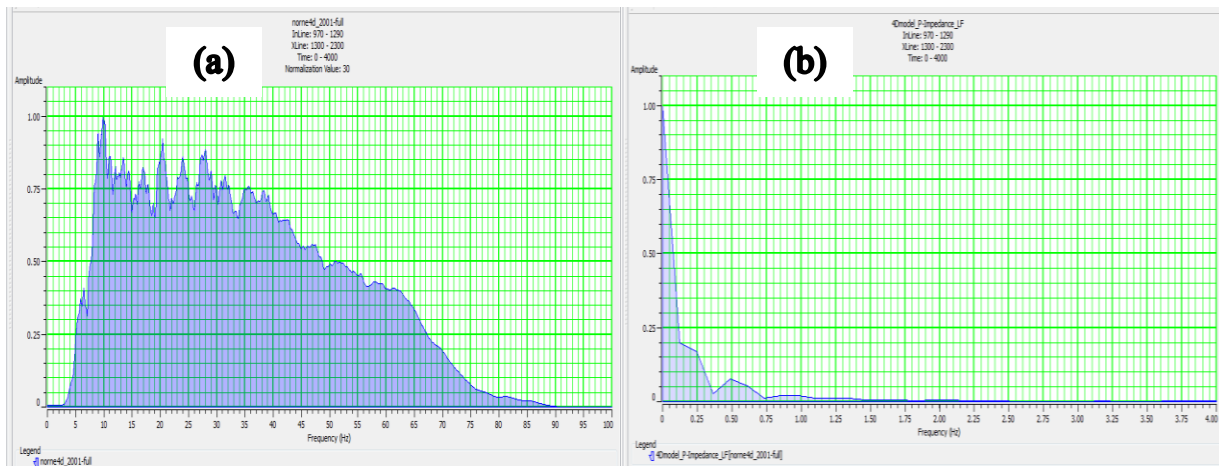 norne4d_2001-full
InLine: 970 - 1290
XLine: 1300 - 2300
Time: 0 - 4000
Normalization Value: 30
(a)
Amplitude
1.00
0.75
0.50
0.25
0
0 5 10 15 20 25 30 35 40 45 50 55 60 65 70 75 80 85 90 95 100
Frequency (Hz)
Legend
norne4d_2001-full
4Dmodel_P-Impedance_LF
InLine: 970 - 1290
XLine: 1300 - 2300
Time: 0 - 4000
(b)
Amplitude
1.00
0.75
0.50
0.25
0
0 0.25 0.50 0.75 1.00 1.25 1.50 1.75 2.00 2.25 2.50 2.75 3.00 3.25 3.50 3.75 4.00
Frequency (Hz)
Legend
4Dmodel_P-Impedance_LF[norne4d_2001-full]